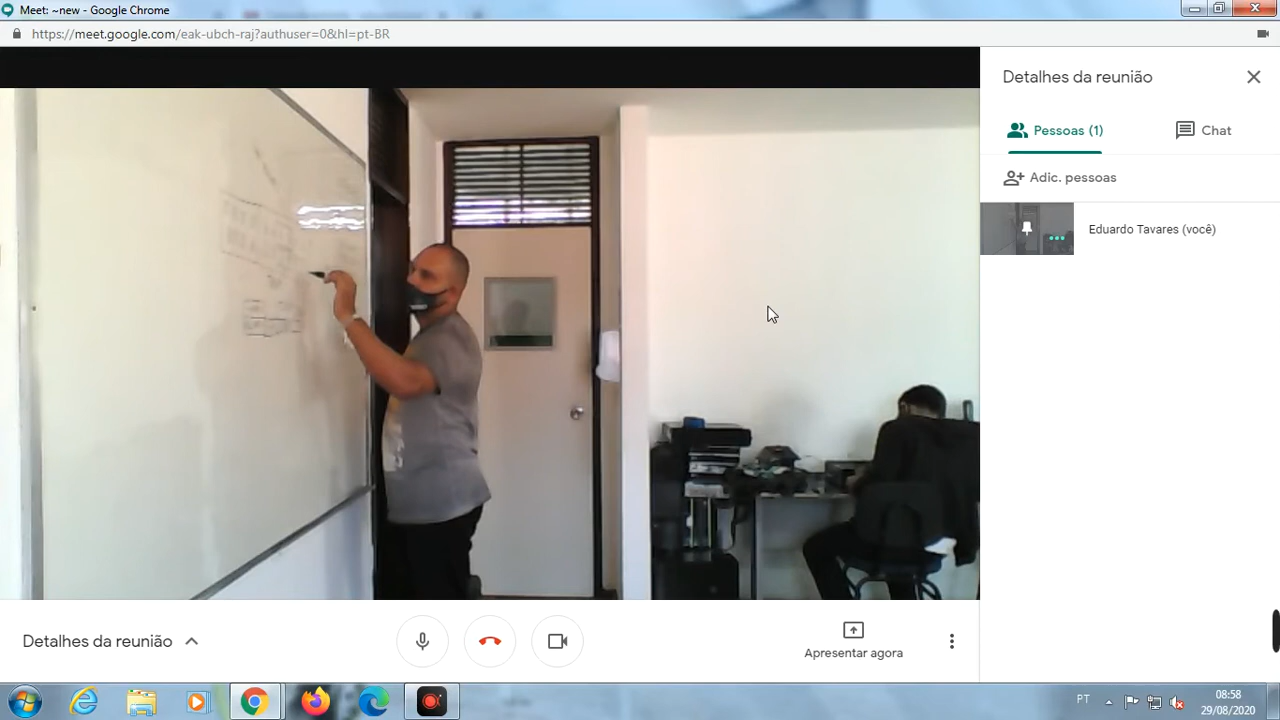 Meet: ~new - Google Chrome
https://meet.google.com/eak-ubch-raj?authuser=0&hl=pt-BR
Detalhes da reunião
Pessoas (1)
Chat
Adic. pessoas
Eduardo Tavares (você)
Detalhes da reunião
Apresentar agora
PT
08:58
29/08/2020